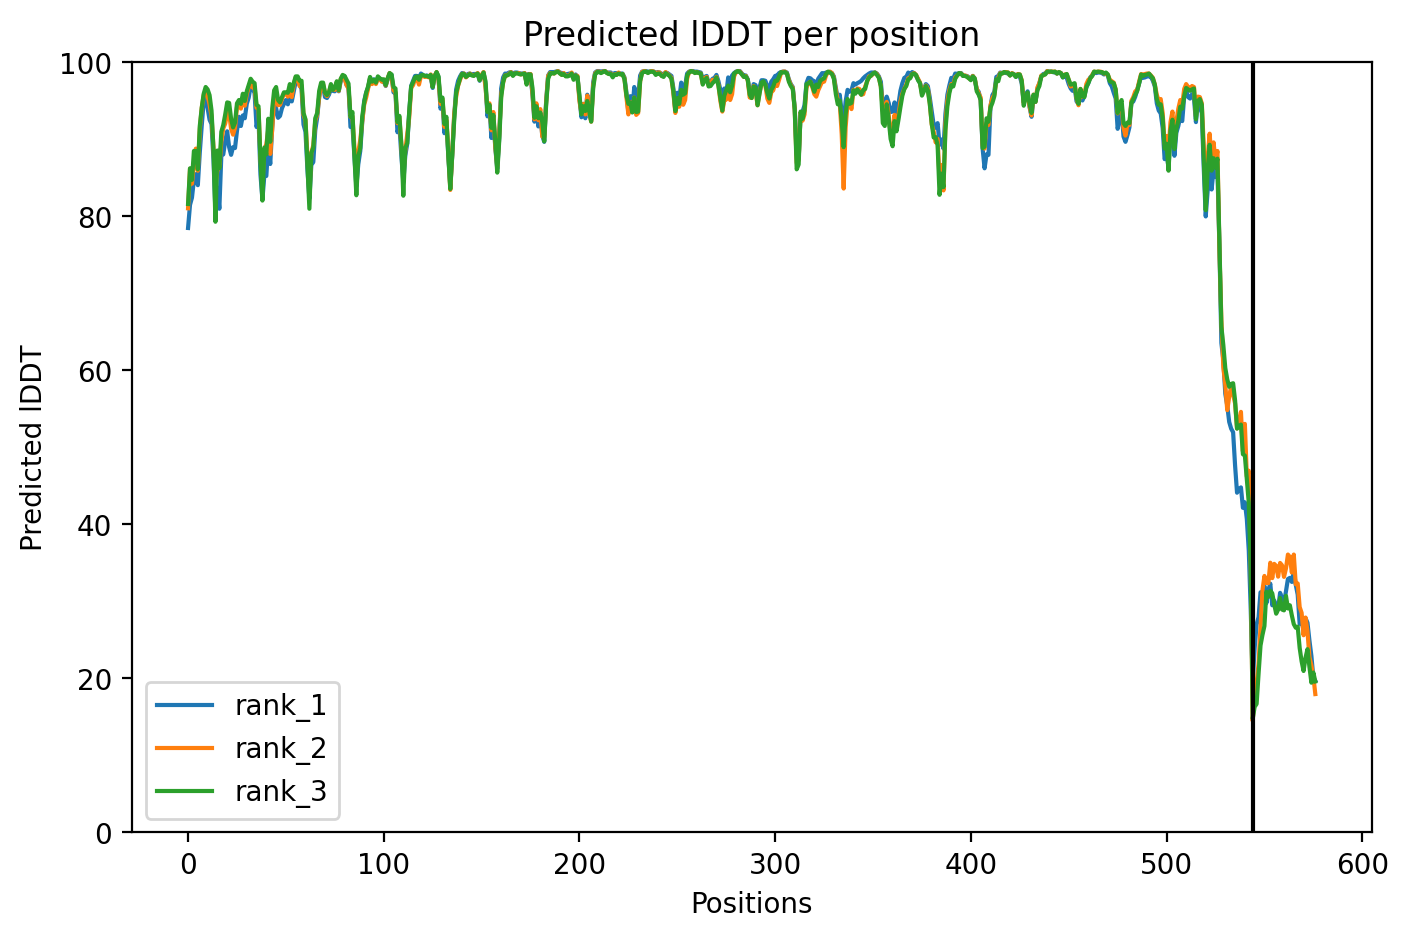 Predicted lDDT per position
100
80
60
40
20
0
Predicted lDDT
rank_1
rank_2
rank_3
0 100 200 300 400 500 600
Positions